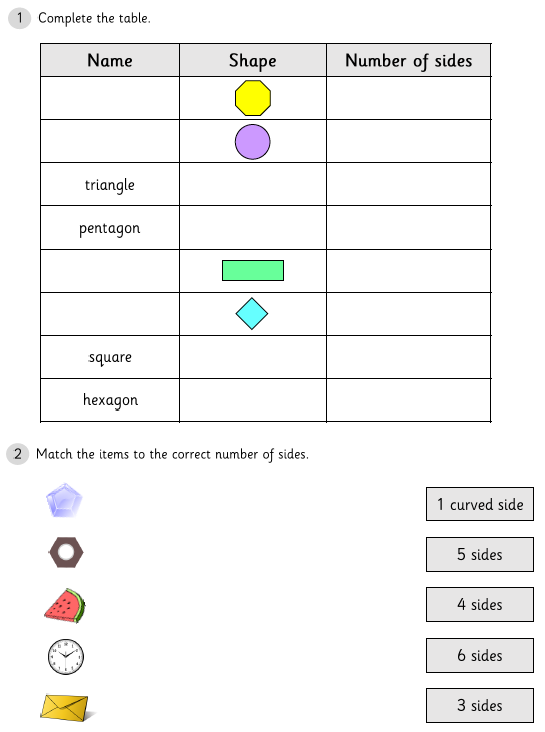 1 Complete the table.
Name Shape Number of sides
triangle
pentagon
square
hexagon
2 Match the items to the correct number of sides.
1 curved side
5 sides
4 sides
6 sides
3 sides